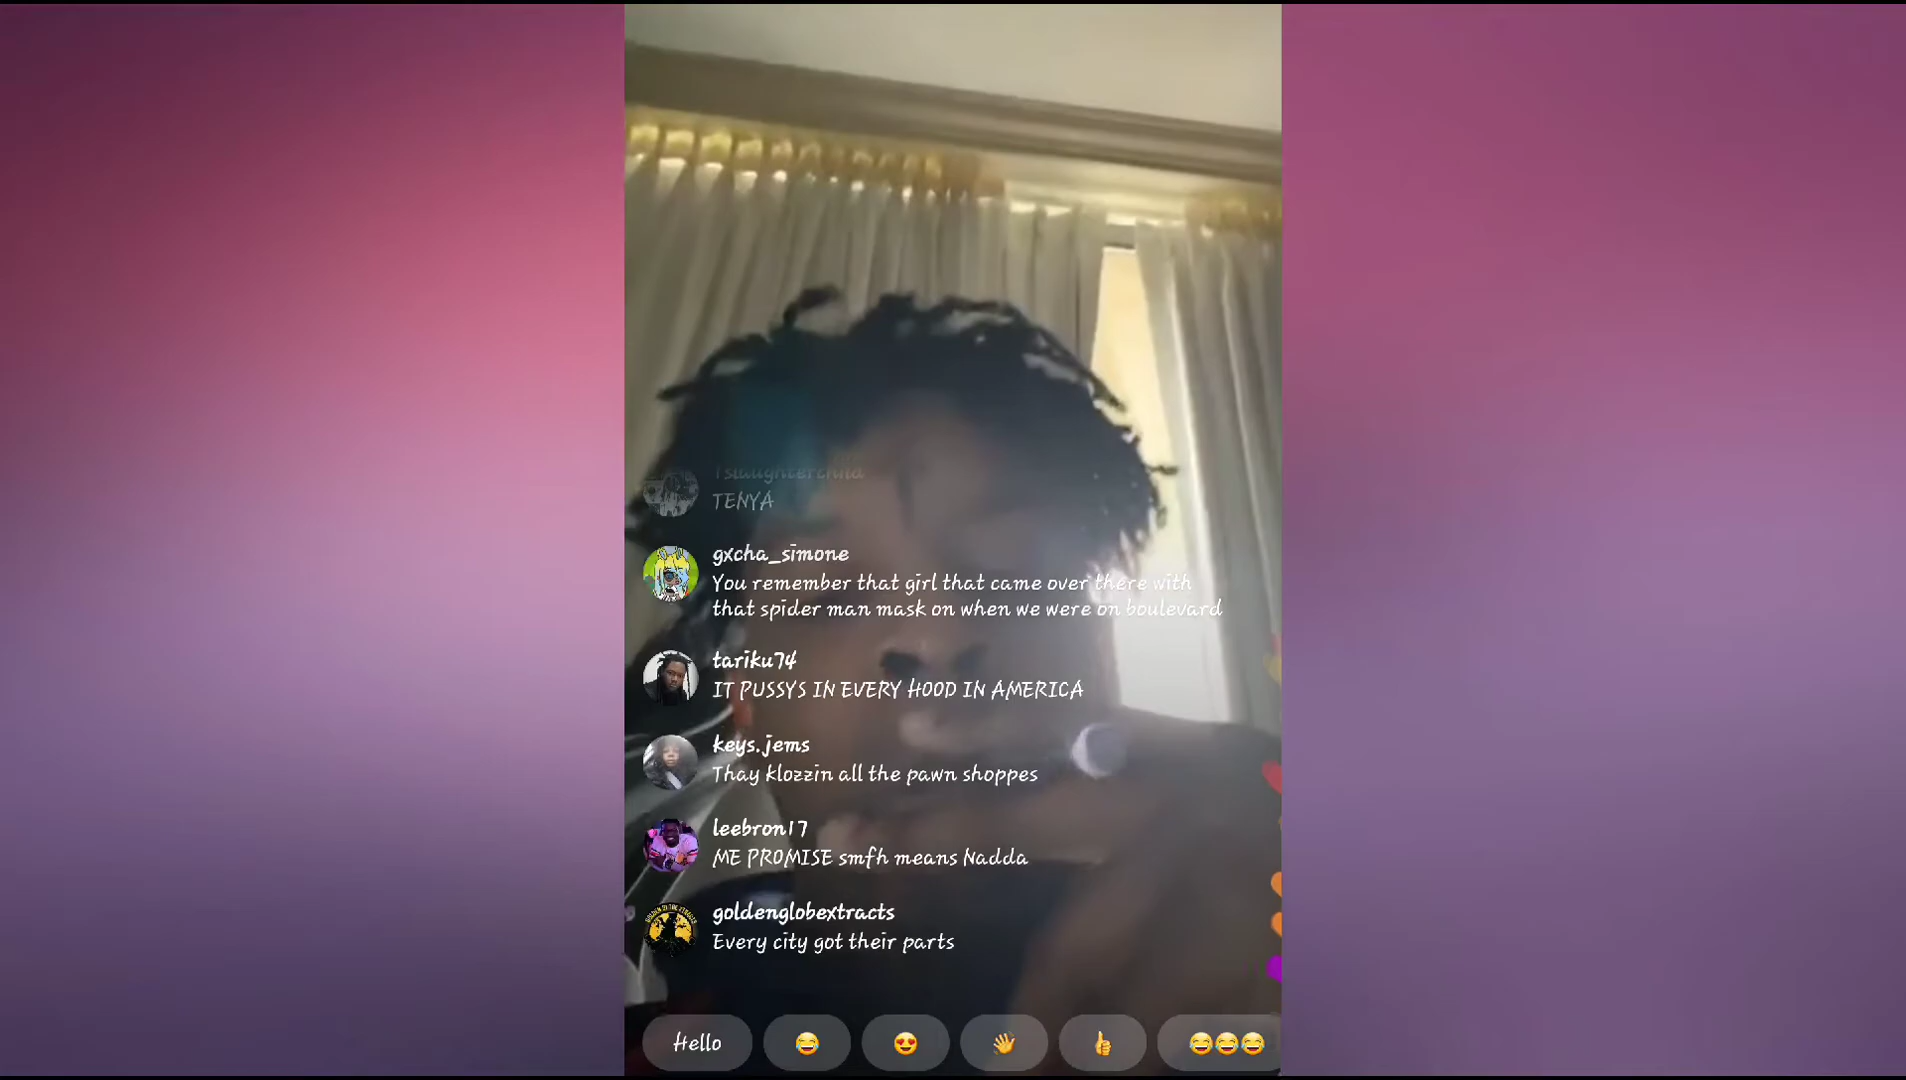 TENYA
gxcha_simone
You remember that girl that came over there with
that spider man mask on when we were on boulevard
tariku74
IT PUSSYS IN EVERY HOOD IN AMERICA
keys.jems
Thay klozzin all the pawn shoppes
leebron17
ME PROMISE smfh means Nadda
goldenglobextracts
Every city got their parts
Hello